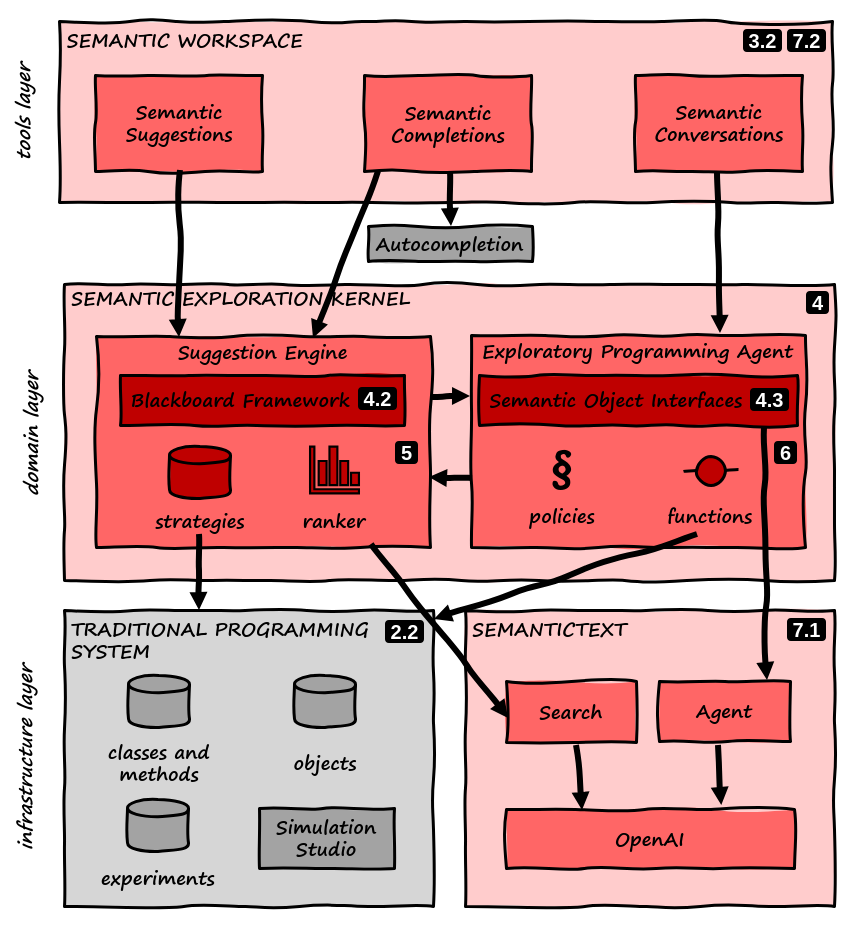 tools layer
SEMANTIC WORKSPACE
3.2
7.2
Semantic
Suggestions
Semantic
Completions
Semantic
Conversations
Autocompletion
domain layer
SEMANTIC EXPLORATION KERNEL
4
Suggestion Engine
Blackboard Framework
4.2
5
strategies
ranker
Exploratory Programming Agent
Semantic Object Interfaces
4.3
6
§
policies
functions
infrastructure layer
TRADITIONAL PROGRAMMING
SYSTEM
2.2
classes and
methods
objects
experiments
Simulation
Studio
SEMANTICTEXT
7.1
Search
Agent
OpenAI